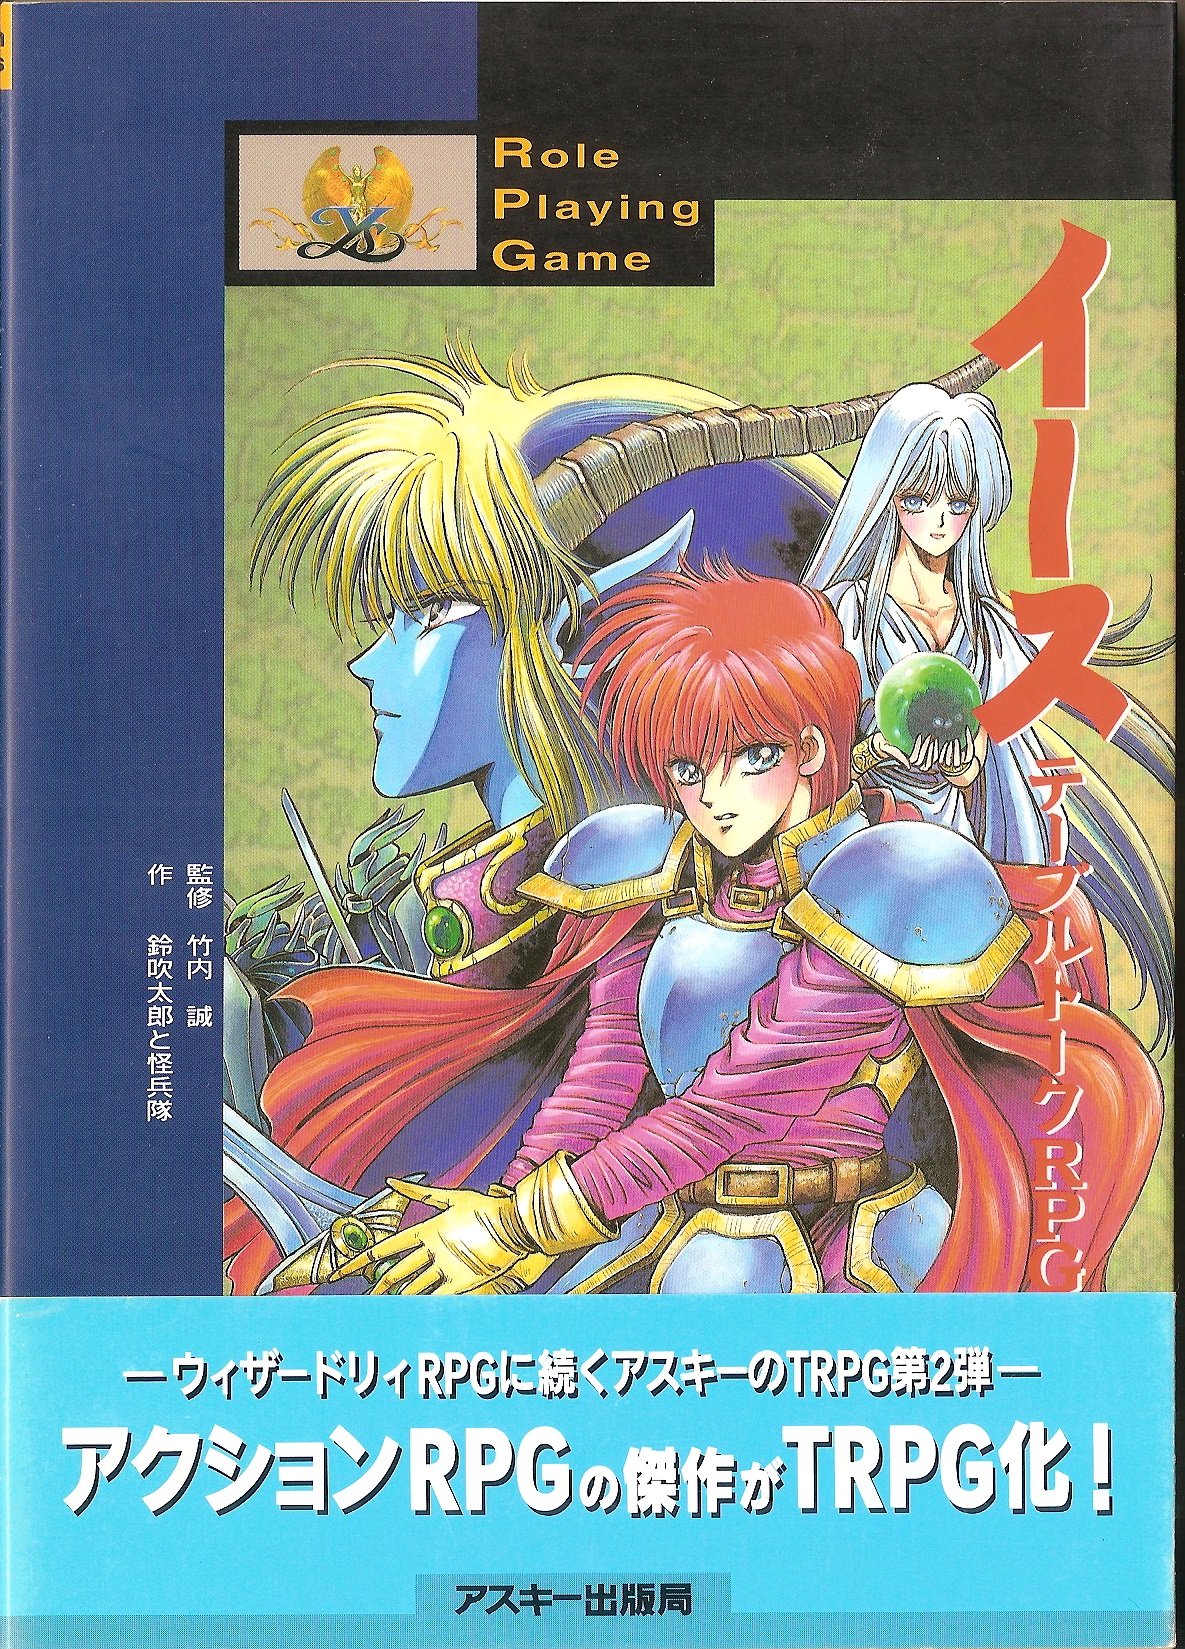 Ys
Role
Playing
Game
イース
テーブルトークRPG
監修 竹内 誠
作 鈴吹太郎と怪兵隊
—ウィザードリィRPGに続くアスキーのTRPG第2弾—
アクションRPGの傑作がTRPG化!
アスキー出版局